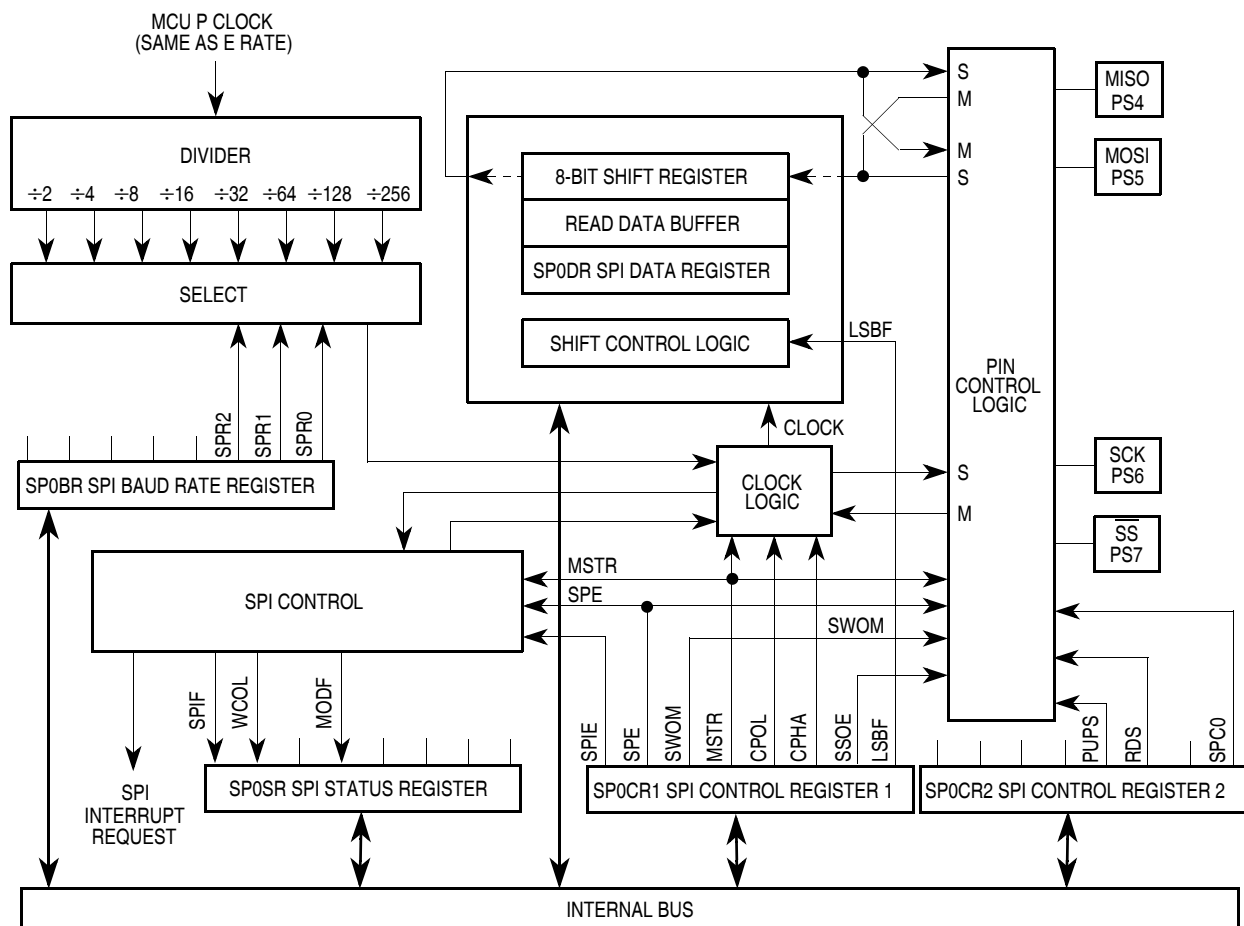 MCU P CLOCK
(SAME AS E RATE)
DIVIDER
÷2 ÷4 ÷8 ÷16 ÷32 ÷64 ÷128 ÷256
SELECT
SPR2
SPR1
SPR0
SP0BR SPI BAUD RATE REGISTER
8-BIT SHIFT REGISTER
READ DATA BUFFER
SP0DR SPI DATA REGISTER
SHIFT CONTROL LOGIC
LSBF
CLOCK
CLOCK
LOGIC
S
M
M
S
PIN
CONTROL
LOGIC
S
M
MISO
PS4
MOSI
PS5
SCK
PS6
SS
PS7
SPI CONTROL
MSTR
SPE
SWOM
SPIF
WCOL
MODF
SPI
INTERRUPT
REQUEST
SP0SR SPI STATUS REGISTER
SPIE
SPE
SWOM
MSTR
CPOL
CPHA
SSOE
LSBF
SP0CR1 SPI CONTROL REGISTER 1
PUPS
RDS
SPC0
SP0CR2 SPI CONTROL REGISTER 2
INTERNAL BUS